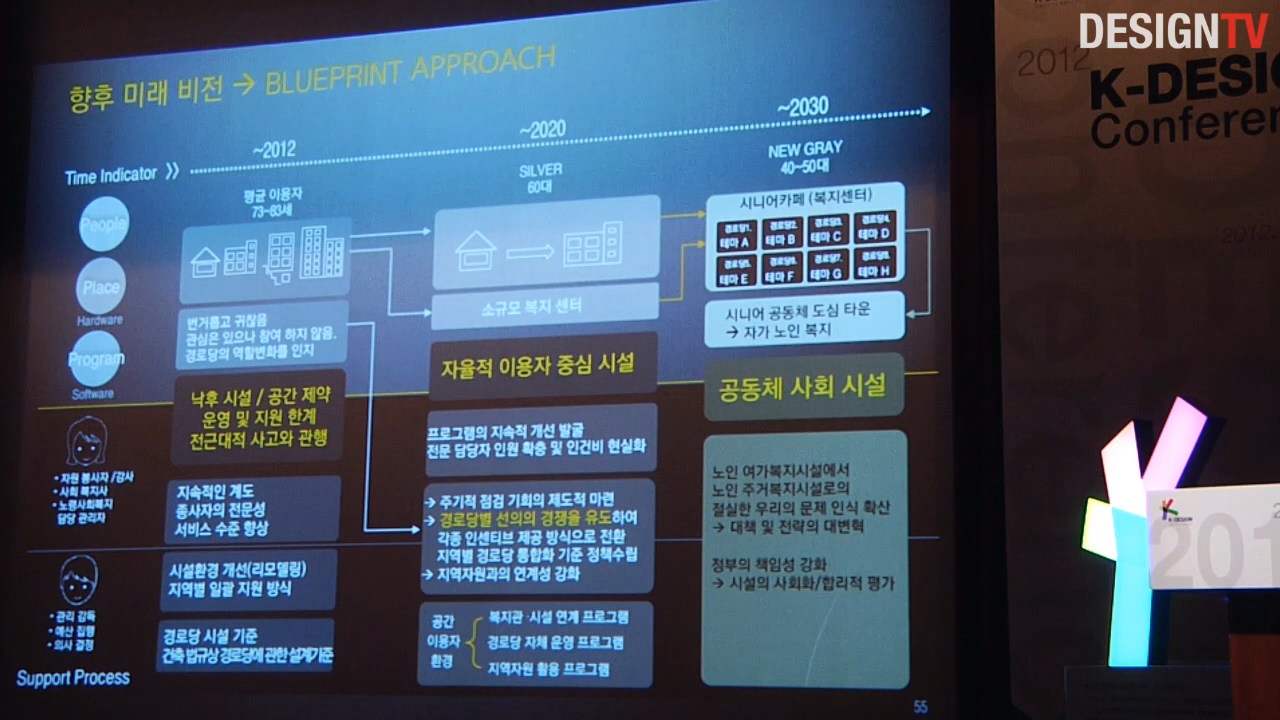 DESIGNTV
2012
K-DESIG
Conferen
향후 미래 비전 → BLUEPRINT APPROACH
Time Indicator
~2012
~2020
~2030
평균 이용자
73~83세
SILVER
60대
NEW GRAY
40~50대
People
Place
Hardware
Program
Software
번거롭고 귀찮음
관심은 있으나 참여 하지 않음.
경로당의 역할변화를 인지
낙후 시설 / 공간 제약
운영 및 지원 한계
전근대적 사고와 관행
소규모 복지 센터
자율적 이용자 중심 시설
시니어카페 (복지센터)
경로당1.
테마 A
경로당2.
테마 B
경로당3.
테마 C
경로당4.
테마 D
경로당5.
테마 E
경로당6.
테마 F
경로당7.
테마 G
경로당8.
테마 H
시니어 공동체 도심 타운
→ 자가 노인 복지
공동체 사회 시설
• 자원 봉사자 /강사
• 사회 복지사
• 노령사회복지
담당 관리자
지속적인 계도
종사자의 전문성
서비스 수준 향상
프로그램의 지속적 개선 발굴
전문 담당자 인원 확충 및 인건비 현실화
→ 주기적 점검 기회의 제도적 마련
→ 경로당별 선의의 경쟁을 유도하여
각종 인센티브 제공 방식으로 전환
지역별 경로당 통합화 기준 정책수립
→ 지역자원과의 연계성 강화
노인 여가복지시설에서
노인 주거복지시설로의
절실한 우리의 문제 인식 확산
→ 대책 및 전략의 대변혁
정부의 책임성 강화
→ 시설의 사회화/합리적 평가
• 관리 감독
• 예산 집행
• 의사 결정
시설환경 개선(리모델링)
지역별 일괄 지원 방식
경로당 시설 기준
건축 법규상 경로당에 관한 설계기준
공간
이용자
환경
복지관·시설 연계 프로그램
경로당 자체 운영 프로그램
지역자원 활용 프로그램
Support Process
55
K-DESIGN
201